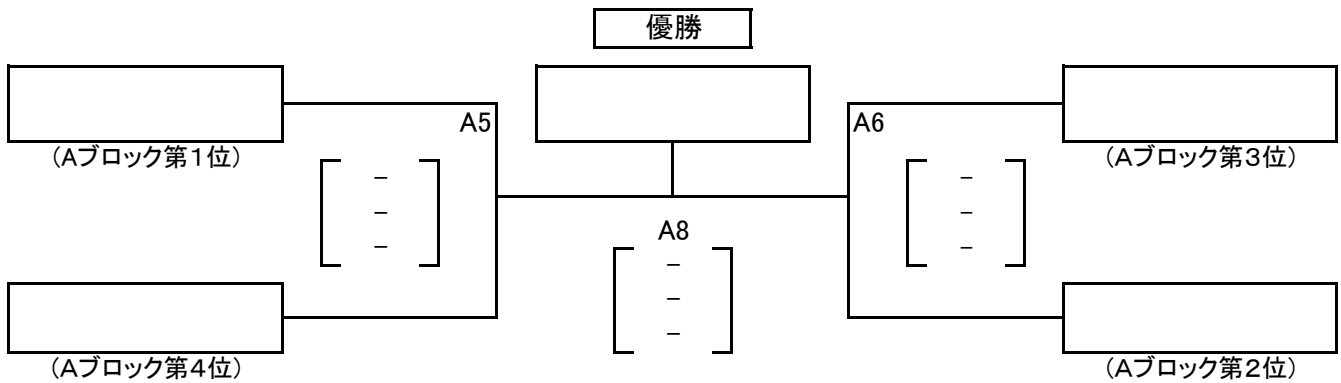 優勝
A5
A6
(Aブロック第１位)
(Aブロック第３位)
－
－
－
－
－
－
A8
－
－
－
(Aブロック第４位)
(Aブロック第２位)